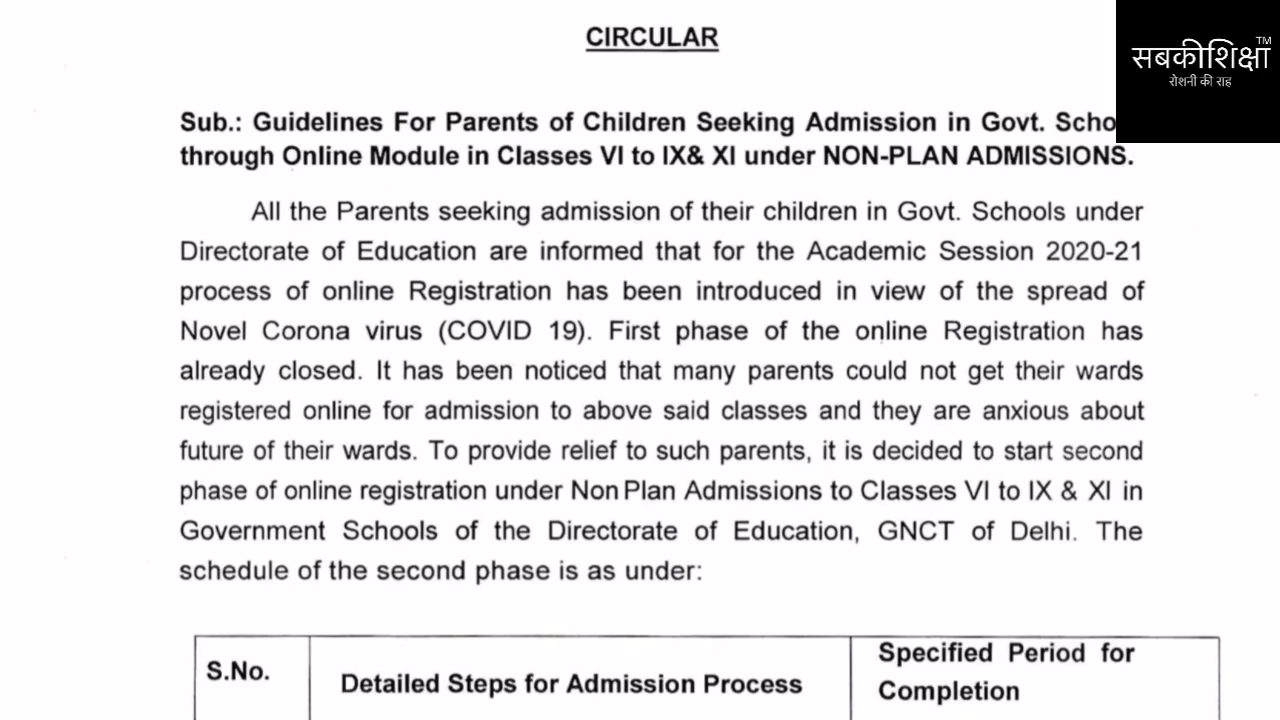 CIRCULAR
सबकीशिक्षा™
रोशनी की राह
Sub.: Guidelines For Parents of Children Seeking Admission in Govt. Scho
through Online Module in Classes VI to IX& XI under NON-PLAN ADMISSIONS.
All the Parents seeking admission of their children in Govt. Schools under
Directorate of Education are informed that for the Academic Session 2020-21
process of online Registration has been introduced in view of the spread of
Novel Corona virus (COVID 19). First phase of the online Registration has
already closed. It has been noticed that many parents could not get their wards
registered online for admission to above said classes and they are anxious about
future of their wards. To provide relief to such parents, it is decided to start second
phase of online registration under Non Plan Admissions to Classes VI to IX & XI in
Government Schools of the Directorate of Education, GNCT of Delhi. The
schedule of the second phase is as under:
S.No.
Detailed Steps for Admission Process
Specified Period for
Completion